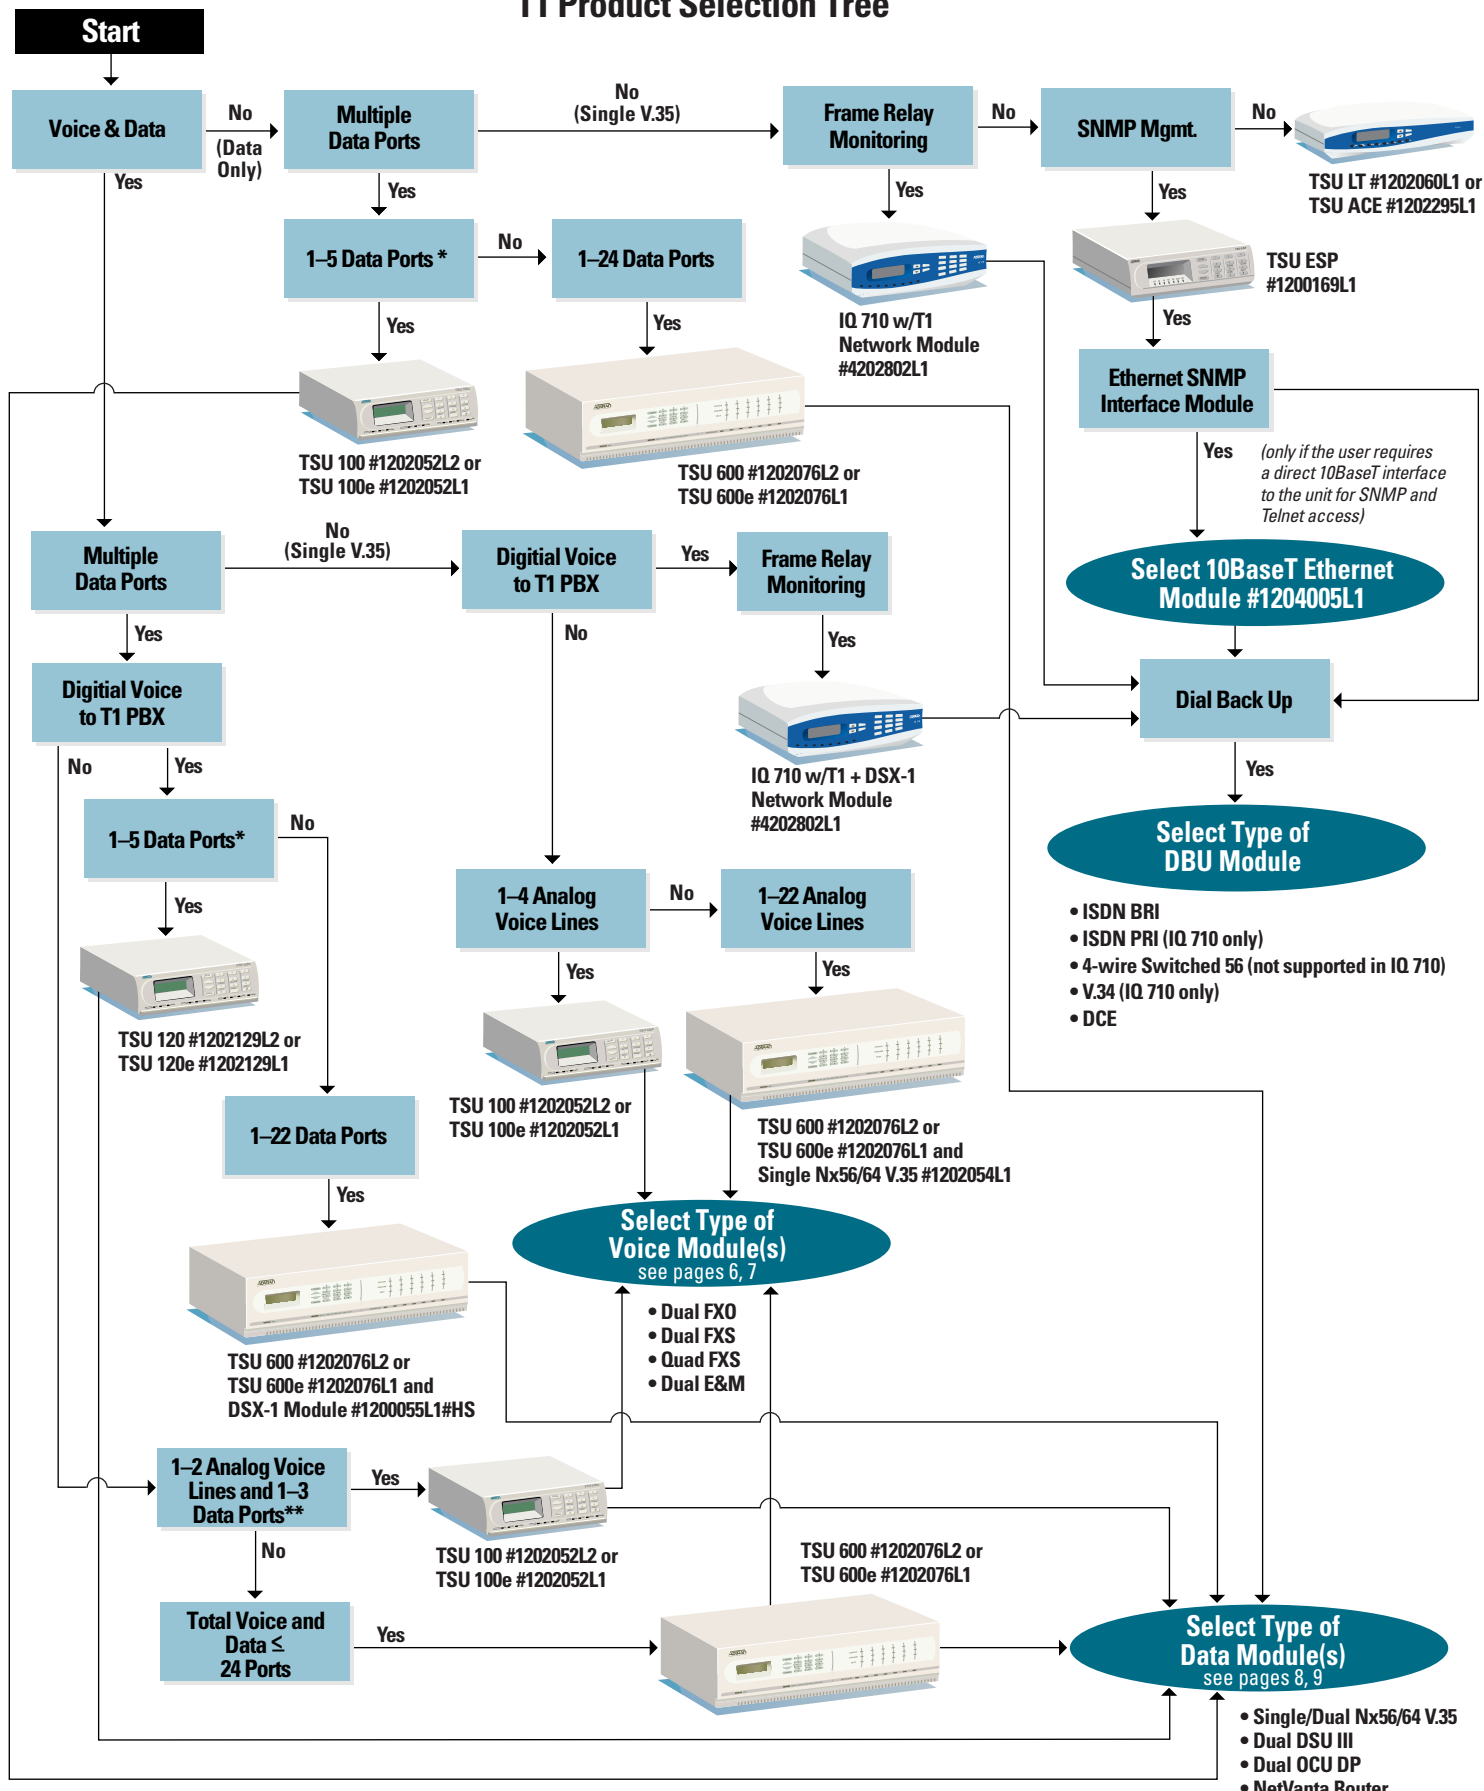 T1 Product Selection Tree
Start
Voice & Data
No
(Data
Only)
Yes
Multiple
Data Ports
No
(Single V.35)
Yes
Frame Relay
Monitoring
No
Yes
SNMP Mgmt.
No
Yes
TSU LT #1202060L1 or
TSU ACE #1202295L1
1–5 Data Ports *
No
Yes
1–24 Data Ports
Yes
IQ 710 w/T1
Network Module
#4202802L1
TSU ESP
#1200169L1
Yes
Ethernet SNMP
Interface Module
Yes
(only if the user requires
a direct 10BaseT interface
to the unit for SNMP and
Telnet access)
TSU 100 #1202052L2 or
TSU 100e #1202052L1
TSU 600 #1202076L2 or
TSU 600e #1202076L1
Multiple
Data Ports
No
(Single V.35)
Yes
Digitial Voice
to T1 PBX
Yes
No
Frame Relay
Monitoring
Yes
Select 10BaseT Ethernet
Module #1204005L1
Dial Back Up
Yes
Digitial Voice
to T1 PBX
No
Yes
IQ 710 w/T1 + DSX-1
Network Module
#4202802L1
Select Type of
DBU Module
• ISDN BRI
• ISDN PRI (IQ 710 only)
• 4-wire Switched 56 (not supported in IQ 710)
• V.34 (IQ 710 only)
• DCE
1–5 Data Ports*
No
Yes
1–4 Analog
Voice Lines
No
Yes
1–22 Analog
Voice Lines
Yes
TSU 120 #1202129L2 or
TSU 120e #1202129L1
TSU 100 #1202052L2 or
TSU 100e #1202052L1
TSU 600 #1202076L2 or
TSU 600e #1202076L1 and
Single Nx56/64 V.35 #1202054L1
1–22 Data Ports
Yes
Select Type of
Voice Module(s)
see pages 6, 7
• Dual FXO
• Dual FXS
• Quad FXS
• Dual E&M
TSU 600 #1202076L2 or
TSU 600e #1202076L1 and
DSX-1 Module #1200055L1#HS
1–2 Analog Voice
Lines and 1–3
Data Ports**
Yes
No
TSU 100 #1202052L2 or
TSU 100e #1202052L1
TSU 600 #1202076L2 or
TSU 600e #1202076L1
Total Voice and
Data ≤
24 Ports
Yes
Select Type of
Data Module(s)
see pages 8, 9
• Single/Dual Nx56/64 V.35
• Dual DSU III
• Dual OCU DP
• NetVanta Router